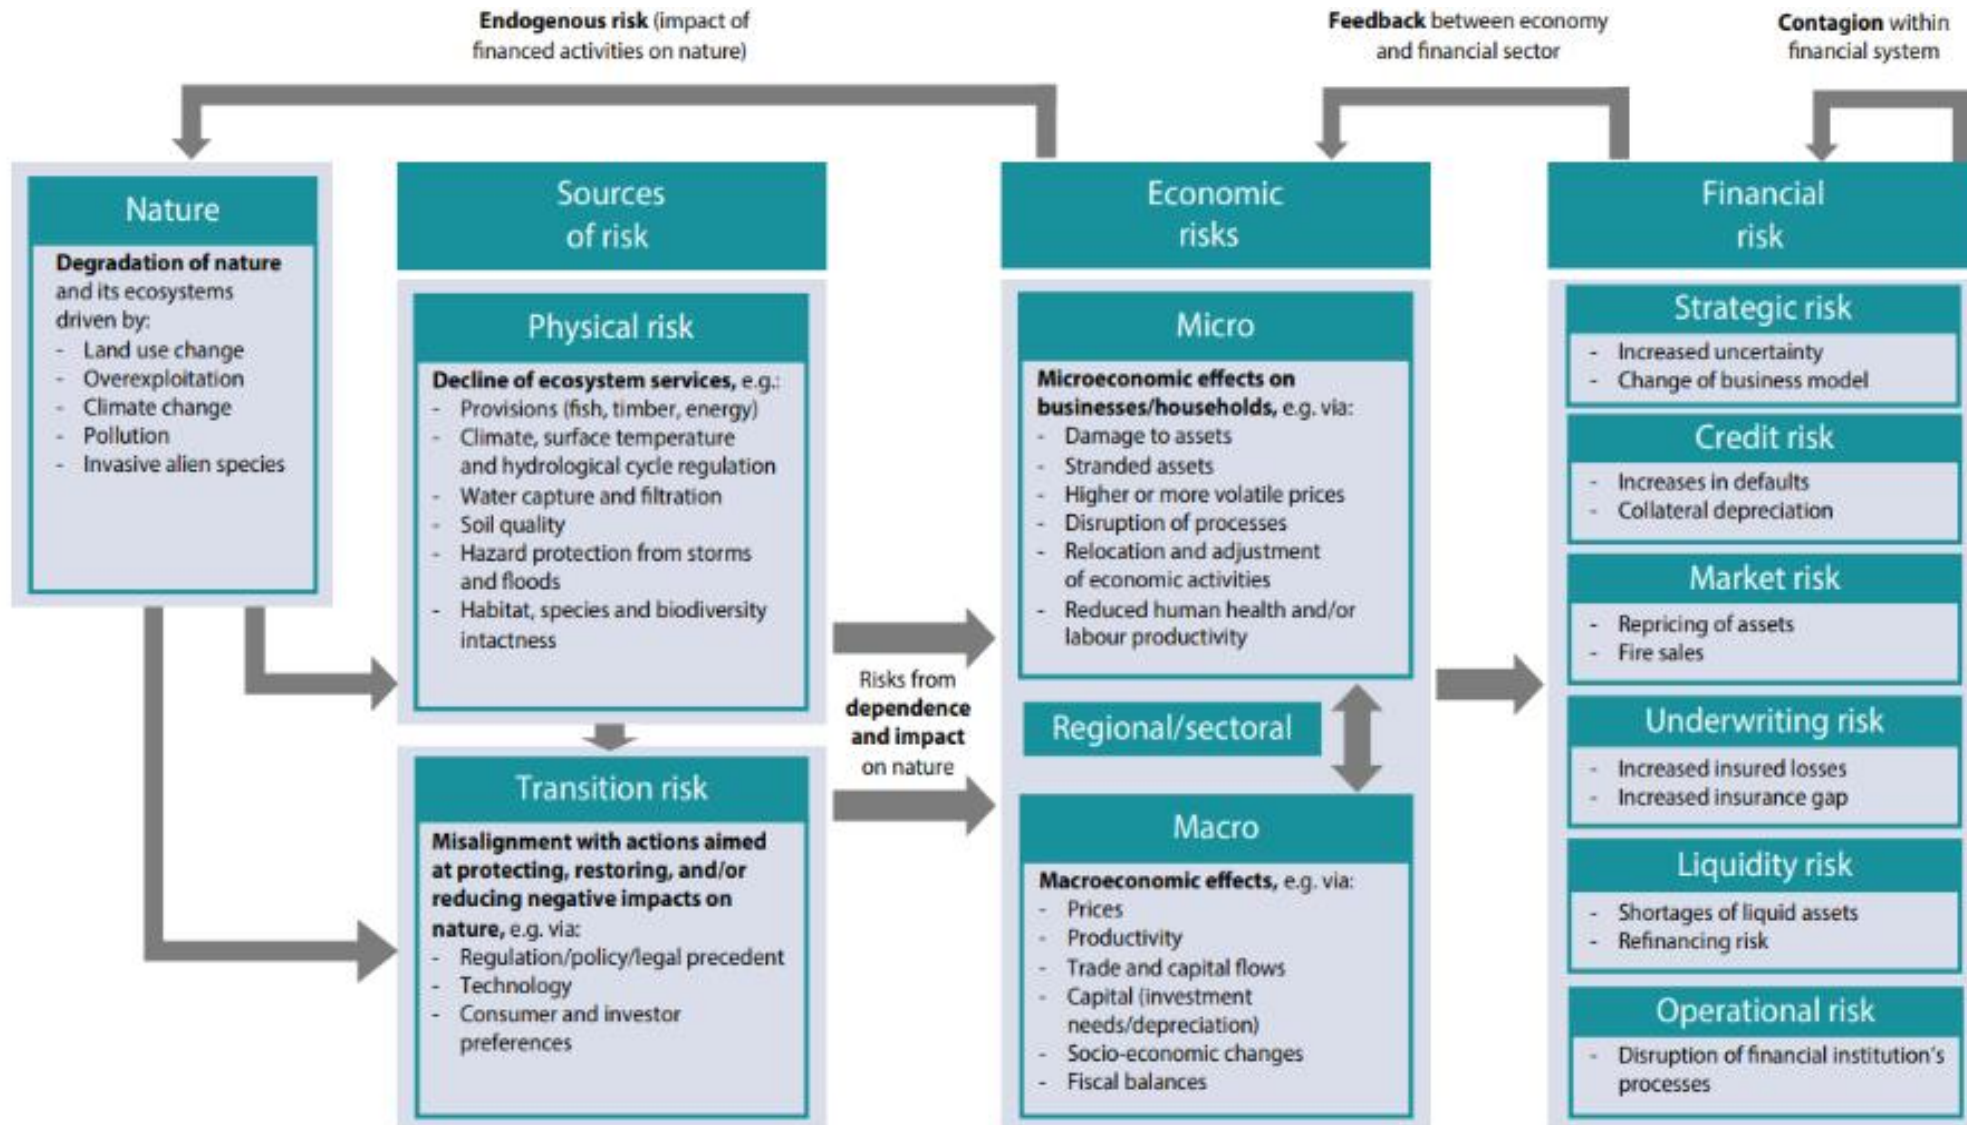 Endogenous risk (impact of
financed activities on nature)
Feedback between economy
and financial sector
Contagion within
financial system
Nature
Degradation of nature
and its ecosystems
driven by:
- Land use change
- Overexploitation
- Climate change
- Pollution
- Invasive alien species
Sources
of risk
Physical risk
Decline of ecosystem services, e.g.:
- Provisions (fish, timber, energy)
- Climate, surface temperature
and hydrological cycle regulation
- Water capture and filtration
- Soil quality
- Hazard protection from storms
and floods
- Habitat, species and biodiversity
intactness
Transition risk
Misalignment with actions aimed
at protecting, restoring, and/or
reducing negative impacts on
nature, e.g. via:
- Regulation/policy/legal precedent
- Technology
- Consumer and investor
preferences
Risks from
dependence
and impact
on nature
Economic
risks
Micro
Microeconomic effects on
businesses/households, e.g. via:
- Damage to assets
- Stranded assets
- Higher or more volatile prices
- Disruption of processes
- Relocation and adjustment
of economic activities
- Reduced human health and/or
labour productivity
Regional/sectoral
Macro
Macroeconomic effects, e.g. via:
- Prices
- Productivity
- Trade and capital flows
- Capital (investment
needs/depreciation)
- Socio-economic changes
- Fiscal balances
Financial
risk
Strategic risk
- Increased uncertainty
- Change of business model
Credit risk
- Increases in defaults
- Collateral depreciation
Market risk
- Repricing of assets
- Fire sales
Underwriting risk
- Increased insured losses
- Increased insurance gap
Liquidity risk
- Shortages of liquid assets
- Refinancing risk
Operational risk
- Disruption of financial institution's
processes